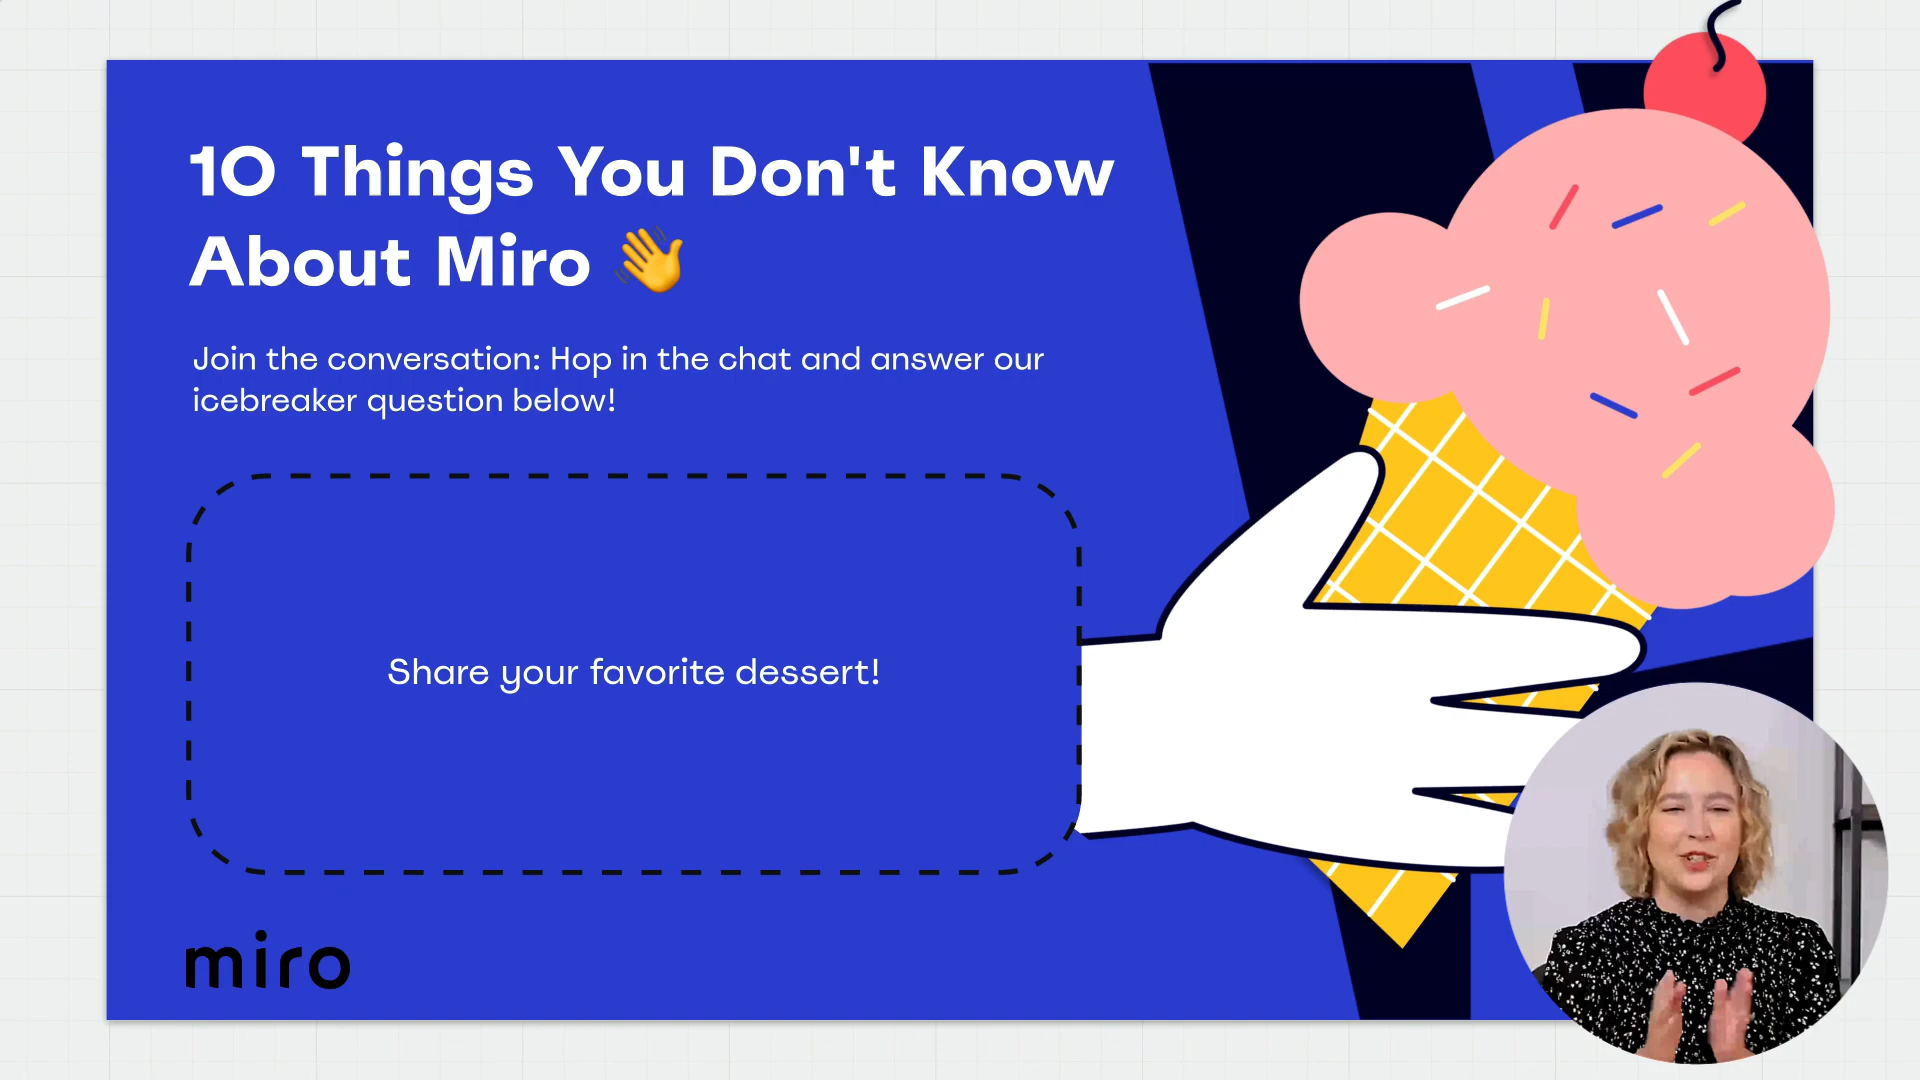 10 Things You Don't Know
About Miro 👋
Join the conversation: Hop in the chat and answer our
icebreaker question below!
Share your favorite dessert!
miro